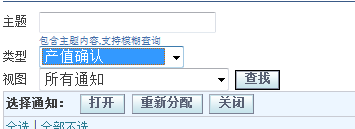 主题
包含主题内容,支持模糊查询
类型 产值确认
视图 所有通知 查找
选择通知： 打开 重新分配 关闭
全选 | 全部不选